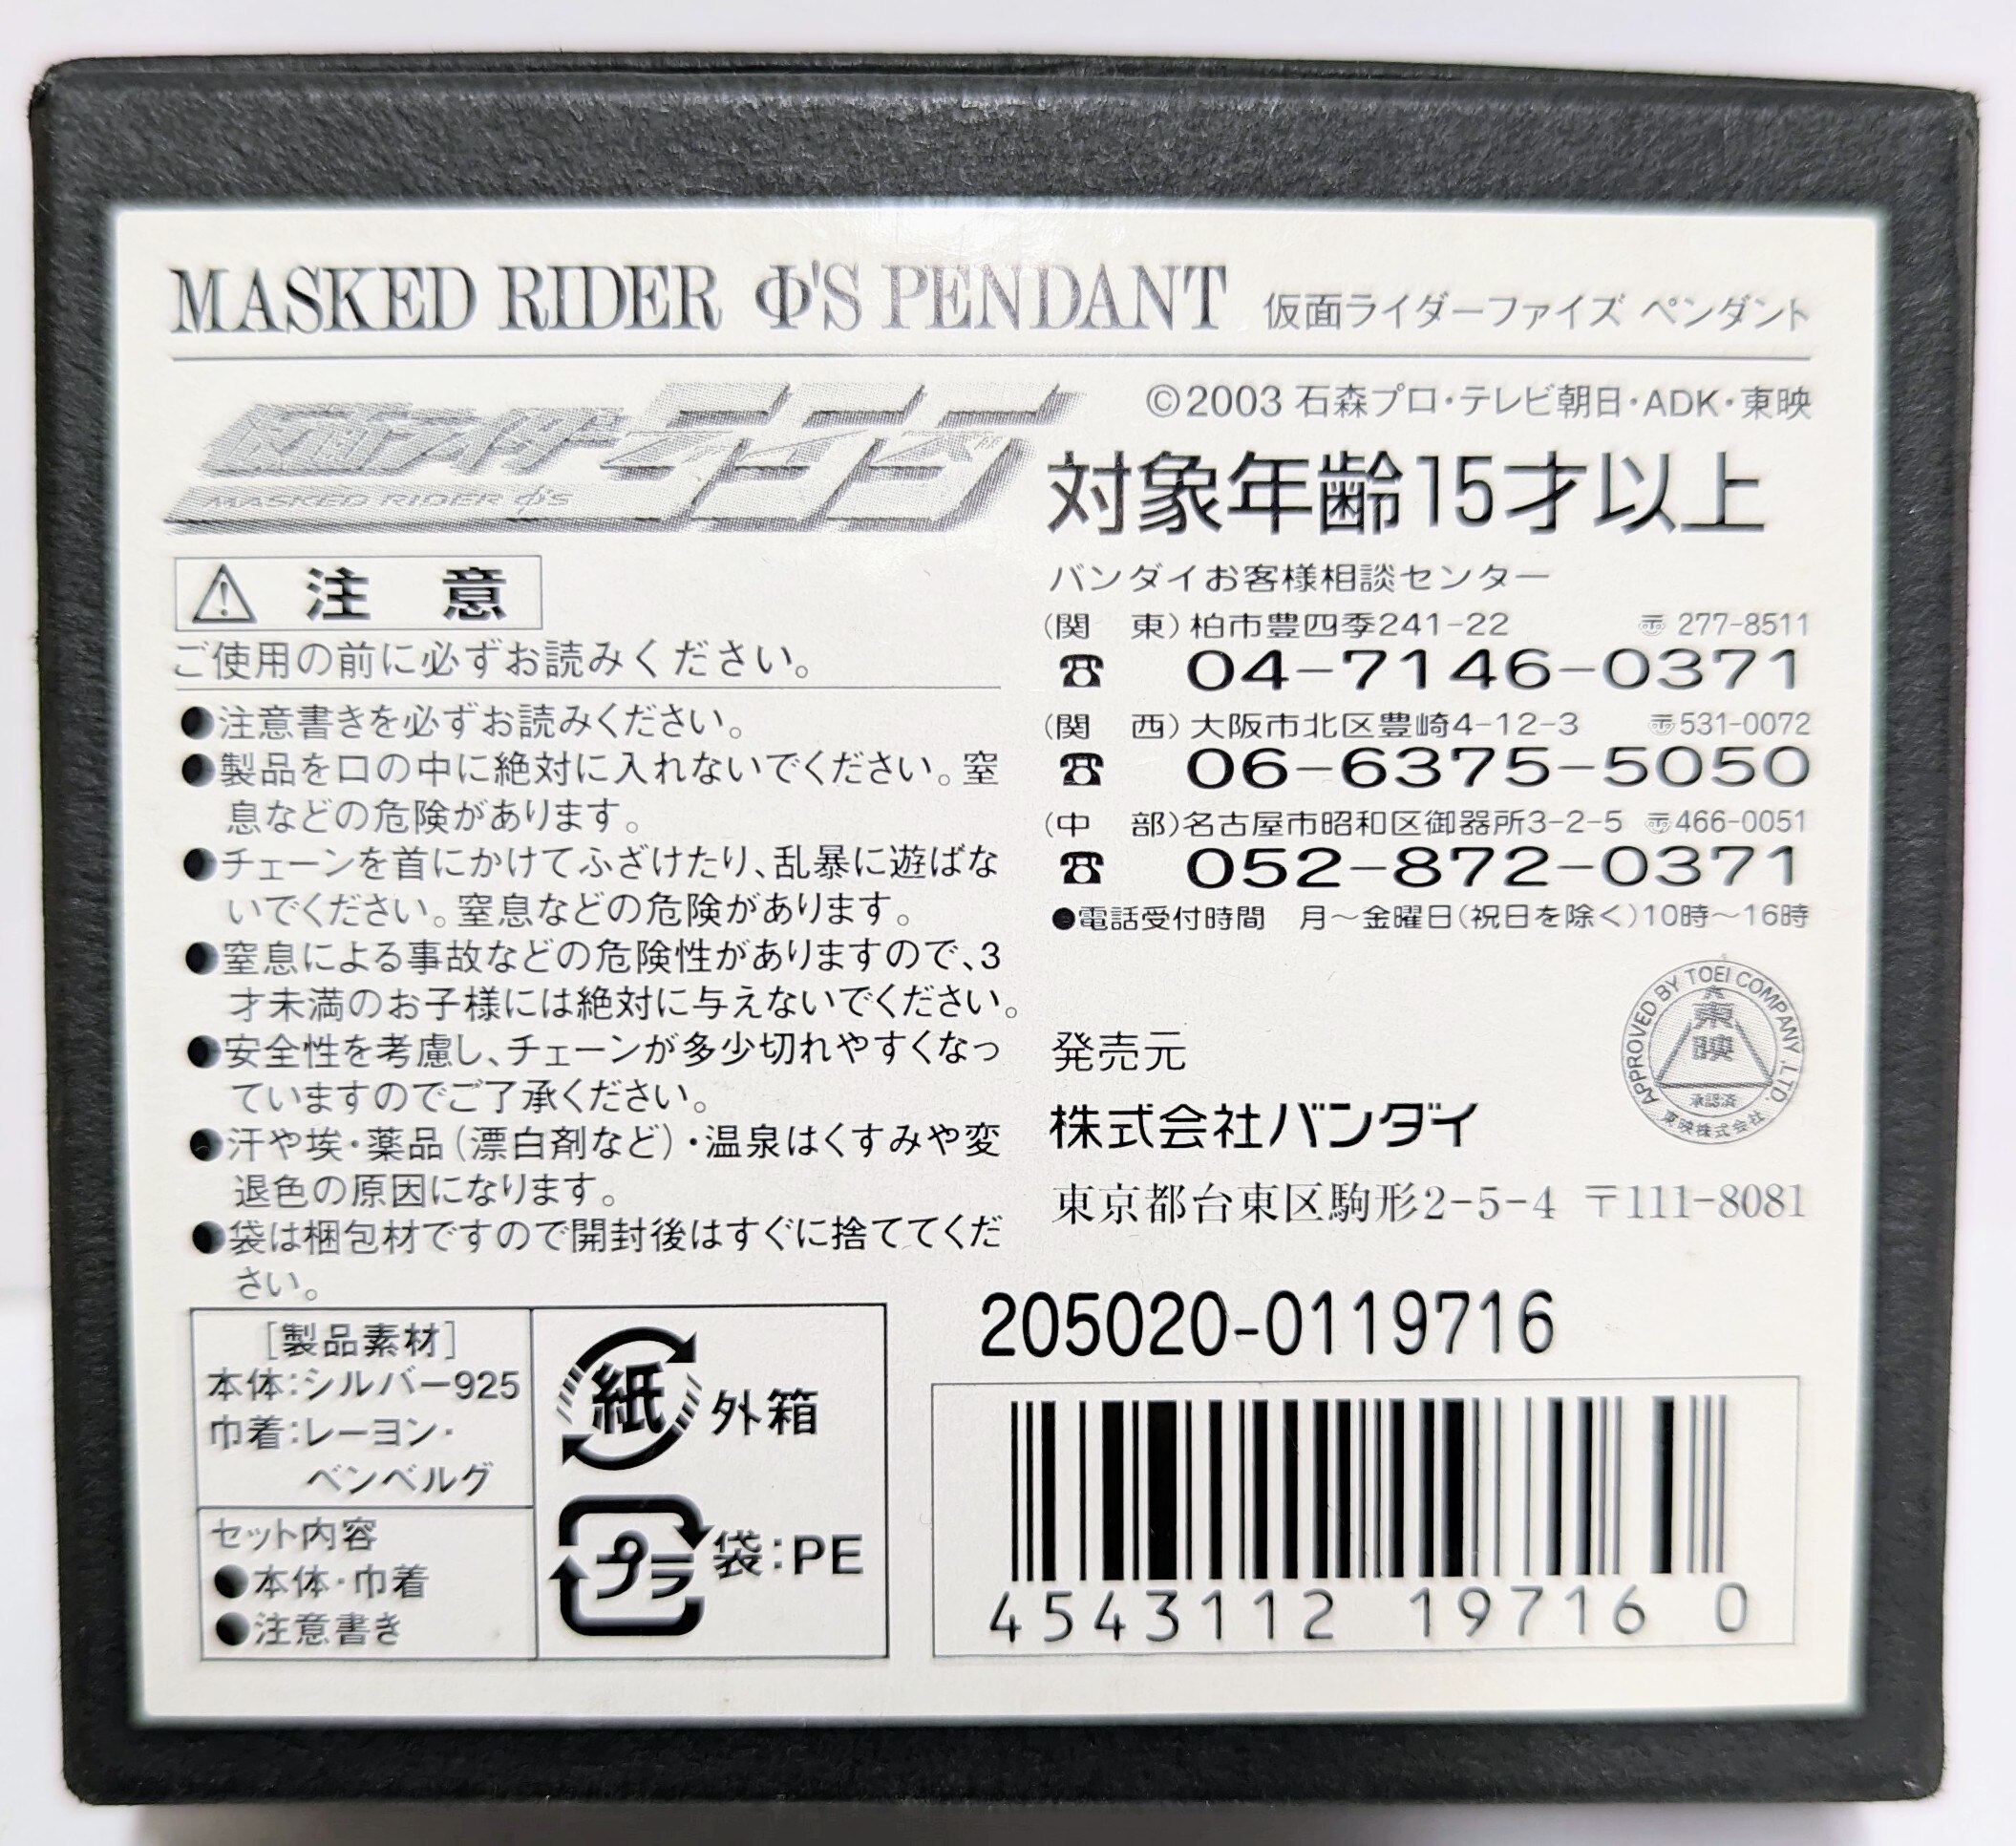 MASKED RIDER Φ'S PENDANT 仮面ライダーファイズ ペンダント
仮面ライダーファイズ
555
MASKED RIDER Φ'S
©2003 石森プロ・テレビ朝日・ADK・東映
対象年齢15才以上
⚠ 注 意
ご使用の前に必ずお読みください。
●注意書きを必ずお読みください。
●製品を口の中に絶対に入れないでください。窒
息などの危険があります。
●チェーンを首にかけてふざけたり、乱暴に遊ばな
いでください。窒息などの危険があります。
●窒息による事故などの危険性がありますので、3
才未満のお子様には絶対に与えないでください。
●安全性を考慮し、チェーンが多少切れやすくなっ
ていますのでご了承ください。
●汗や埃・薬品(漂白剤など)・温泉はくすみや変
退色の原因になります。
●袋は梱包材ですので開封後はすぐに捨ててくだ
さい。
[製品素材]
本体:シルバー925
巾着:レーヨン・
ベンベルグ
セット内容
●本体・巾着
●注意書き
紙 外箱
プラ 袋:PE
バンダイお客様相談センター
(関 東)柏市豊四季241-22 〒277-8511
☎ 04-7146-0371
(関 西)大阪市北区豊崎4-12-3 〒531-0072
☎ 06-6375-5050
(中 部)名古屋市昭和区御器所3-2-5 〒466-0051
☎ 052-872-0371
●電話受付時間 月~金曜日(祝日を除く)10時~16時
発売元
株式会社バンダイ
東京都台東区駒形2-5-4 〒111-8081
APPROVED BY TOEI COMPANY ,LTD.
東映
承認済
東映株式会社
205020-0119716
4543112 19716 0